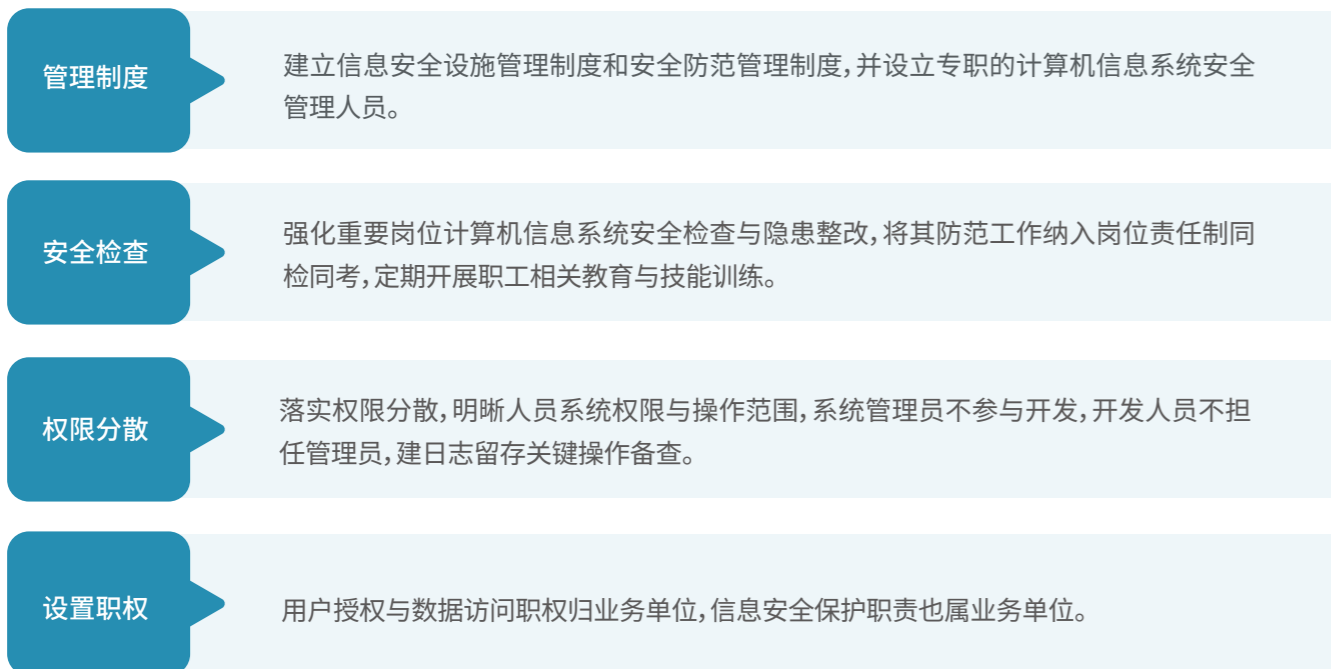 管理制度
建立信息安全设施管理制度和安全防范管理制度,并设立专职的计算机信息系统安全
管理人员。
安全检查
强化重要岗位计算机信息系统安全检查与隐患整改,将其防范工作纳入岗位责任制同
检同考,定期开展职工相关教育与技能训练。
权限分散
落实权限分散,明晰人员系统权限与操作范围,系统管理员不参与开发,开发人员不担
任管理员,建日志留存关键操作备查。
设置职权
用户授权与数据访问职权归业务单位,信息安全保护职责也属业务单位。